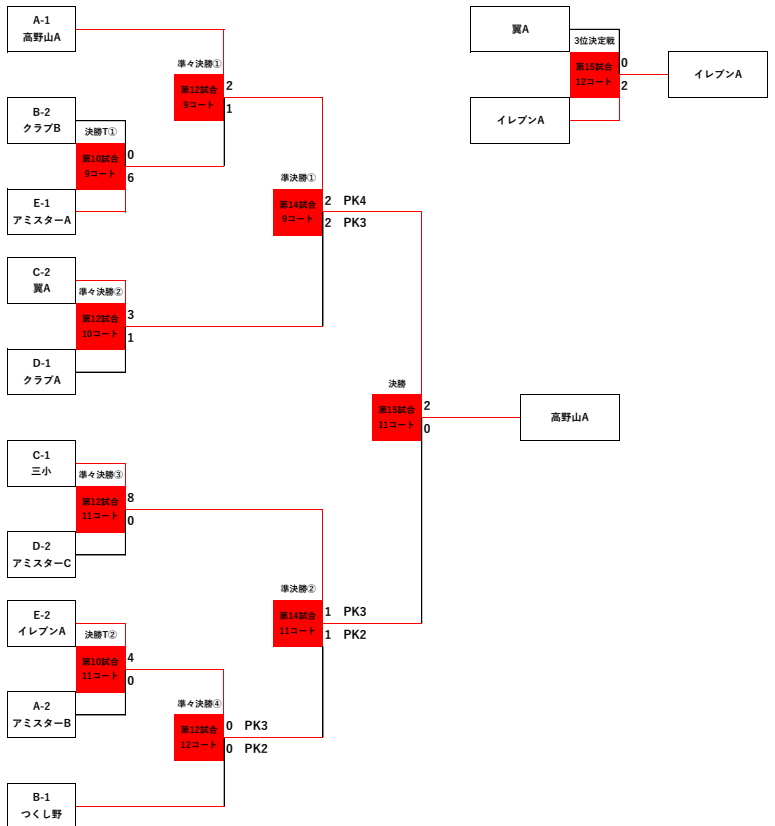 A-1
高野山A
準々決勝①
第12試合
9コート
2
1
B-2
クラブB
決勝T①
第10試合
9コート
0
6
E-1
アミスターA
準決勝①
第14試合
9コート
2 PK4
2 PK3
C-2
翼A
準々決勝②
第12試合
10コート
3
1
D-1
クラブA
決勝
第15試合
11コート
2
0
高野山A
C-1
三小
準々決勝③
第12試合
11コート
8
0
D-2
アミスターC
準決勝②
第14試合
11コート
1 PK3
1 PK2
E-2
イレブンA
決勝T②
第10試合
11コート
4
0
A-2
アミスターB
準々決勝④
第12試合
12コート
0 PK3
0 PK2
B-1
つくし野
翼A
3位決定戦
第15試合
12コート
0
2
イレブンA
イレブンA